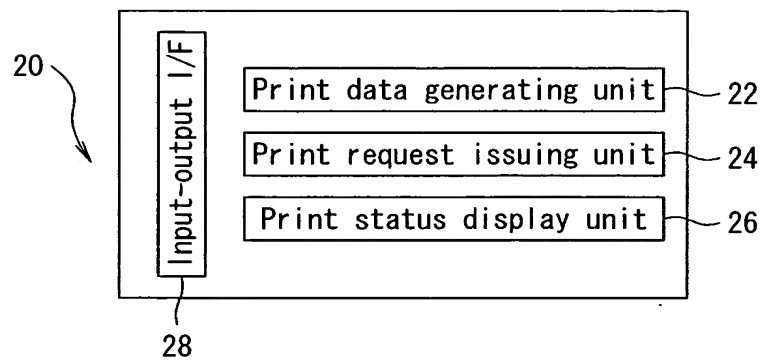 20
Input-output I/F
Print data generating unit
22
Print request issuing unit
24
Print status display unit
26
28